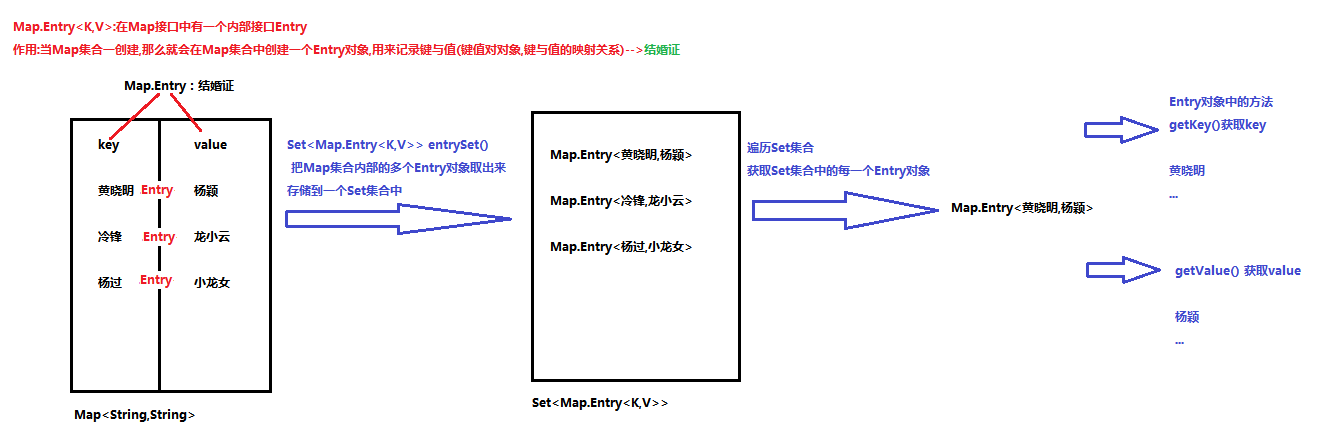 Map.Entry<K,V>:在Map接口中有一个内部接口Entry
作用:当Map集合一创建,那么就会在Map集合中创建一个Entry对象,用来记录键与值(键值对对象,键与值的映射关系)-->结婚证
Map.Entry：结婚证
key
value
黄晓明
.Entry
杨颖
冷锋
.Entry
龙小云
杨过
.Entry
小龙女
Map<String,String>
Set<Map.Entry<K,V>> entrySet()
把Map集合内部的多个Entry对象取出来
存储到一个Set集合中
Map.Entry<黄晓明,杨颖>
Map.Entry<冷锋,龙小云>
Map.Entry<杨过,小龙女>
Set<Map.Entry<K,V>>
遍历Set集合
获取Set集合中的每一个Entry对象
Map.Entry<黄晓明,杨颖>
Entry对象中的方法
getKey()获取key
黄晓明
...
getValue() 获取value
杨颖
...